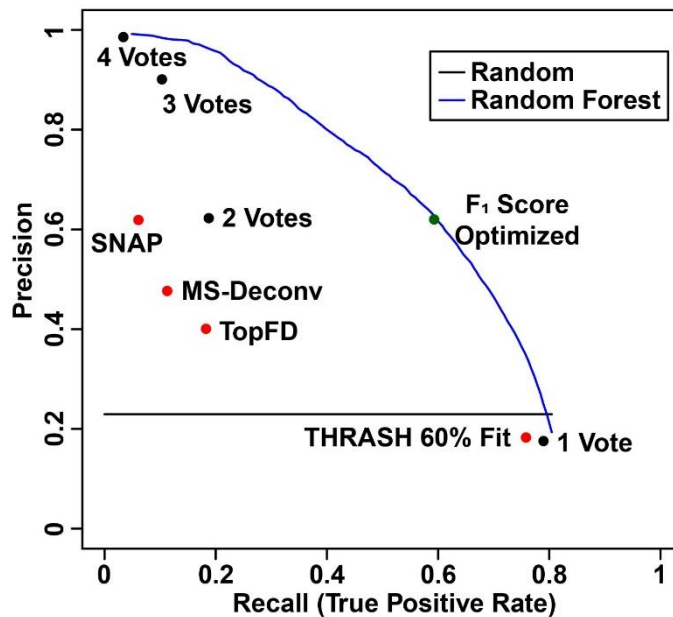 4 Votes
3 Votes
Random
Random Forest
2 Votes
SNAP
F₁ Score
Optimized
MS-Deconv
TopFD
THRASH 60% Fit
1 Vote
Precision
0
0.2
0.4
0.6
0.8
1
0
0.2
0.4
0.6
0.8
1
Recall (True Positive Rate)